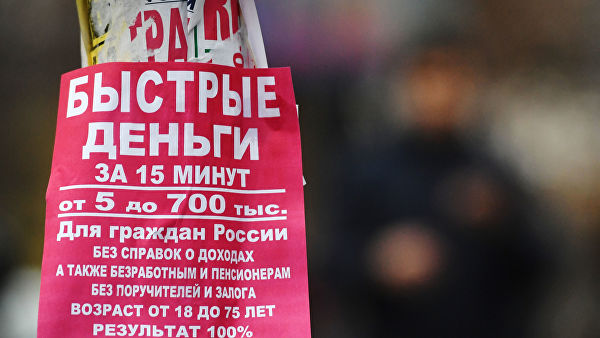 БЫСТРЫЕ
ДЕНЬГИ
ЗА 15 МИНУТ
от 5 до 700 тыс.
Для граждан России
БЕЗ СПРАВОК О ДОХОДАХ
А ТАКЖЕ БЕЗРАБОТНЫМ И ПЕНСИОНЕРАМ
БЕЗ ПОРУЧИТЕЛЕЙ И ЗАЛОГА
ВОЗРАСТ ОТ 18 ДО 75 ЛЕТ
РЕЗУЛЬТАТ 100%